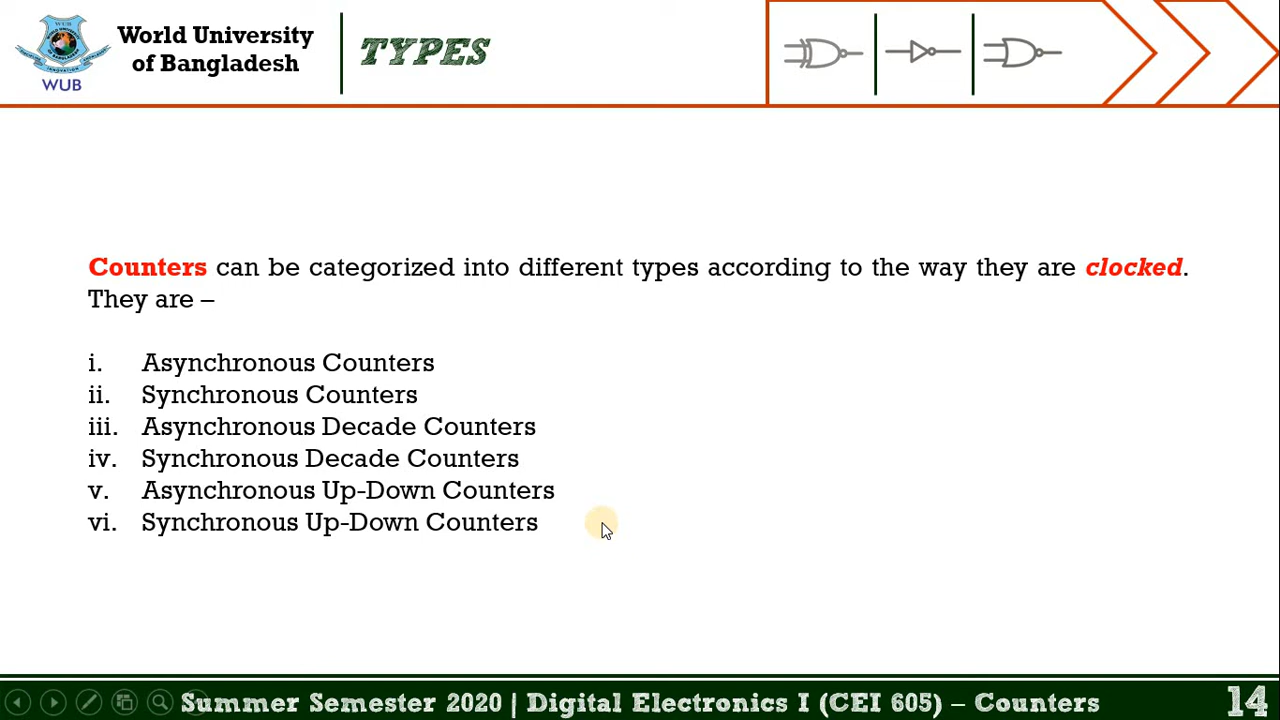 World University
of Bangladesh
WUB
TYPES
Counters can be categorized into different types according to the way they are clocked.
They are –
i. Asynchronous Counters
ii. Synchronous Counters
iii. Asynchronous Decade Counters
iv. Synchronous Decade Counters
v. Asynchronous Up-Down Counters
vi. Synchronous Up-Down Counters
Summer Semester 2020 | Digital Electronics I (CEI 605) – Counters
14